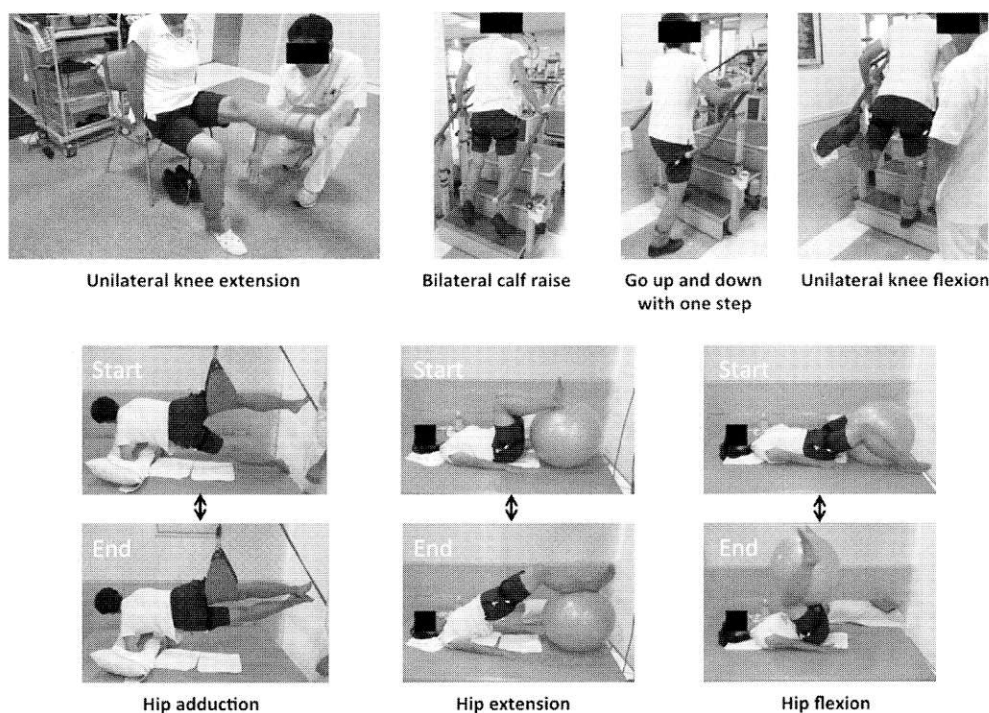 Unilateral knee extension
Bilateral calf raise
Go up and down
with one step
Unilateral knee flexion
Start
Start
Start
End
End
End
Hip adduction
Hip extension
Hip flexion